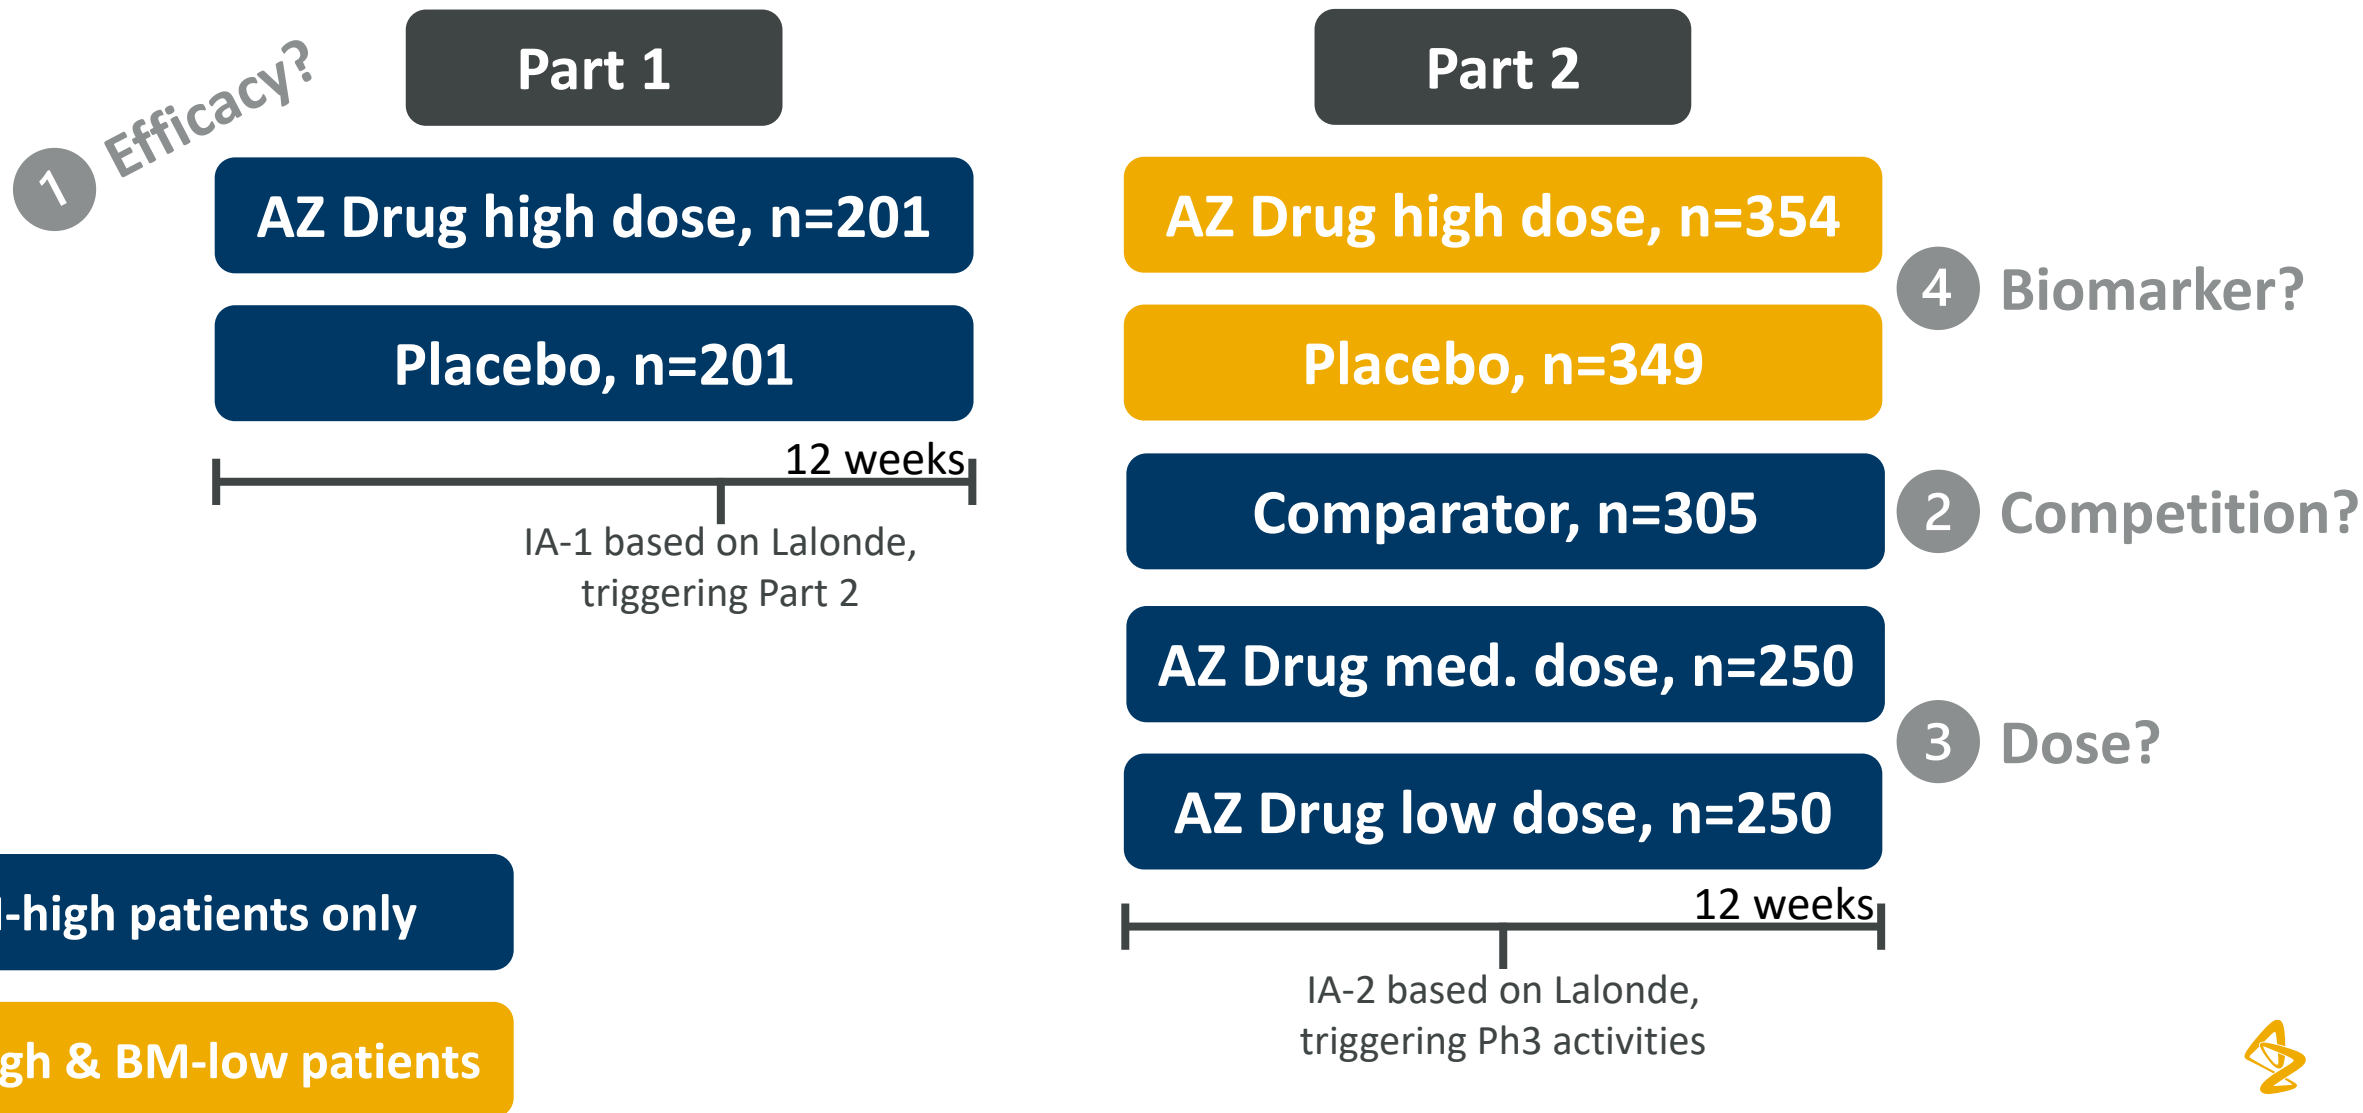 Part 1
Part 2
1 Efficacy?
AZ Drug high dose, n=201
Placebo, n=201
12 weeks
IA-1 based on Lalonde,
triggering Part 2
AZ Drug high dose, n=354
Placebo, n=349
4 Biomarker?
Comparator, n=305
2 Competition?
AZ Drug med. dose, n=250
AZ Drug low dose, n=250
3 Dose?
12 weeks
IA-2 based on Lalonde,
triggering Ph3 activities
-high patients only
gh & BM-low patients